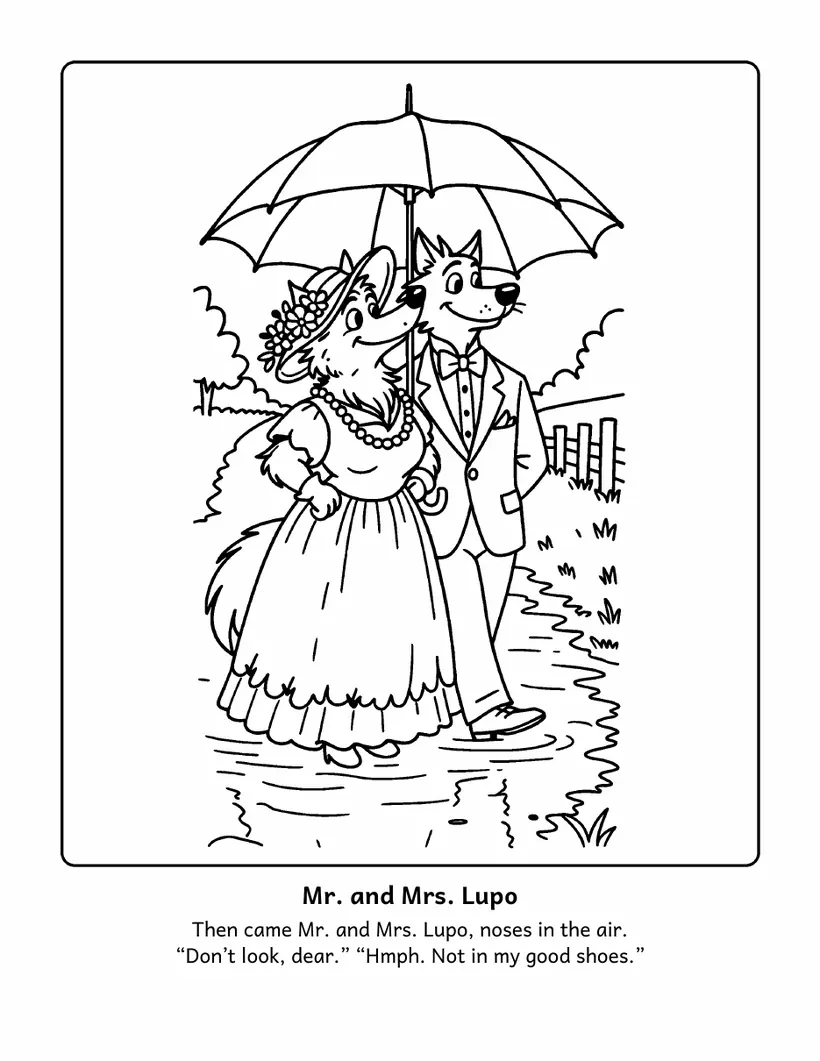 Mr. and Mrs. Lupo
Then came Mr. and Mrs. Lupo, noses in the air.
“Don’t look, dear.” “Hmph. Not in my good shoes.”